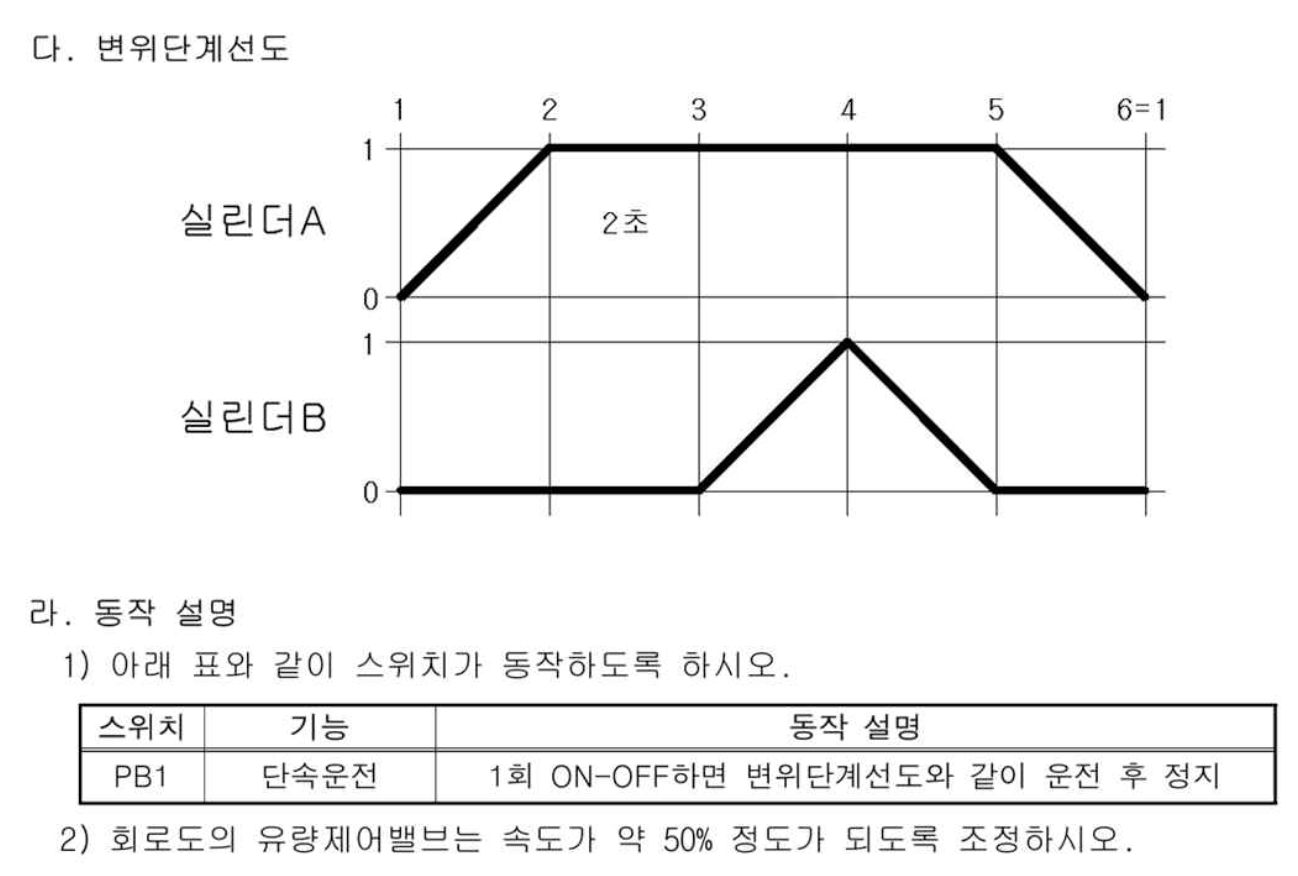 다. 변위단계선도
1 2 3 4 5 6=1
1
실린더A
2초
0
1
실린더B
0
라. 동작 설명
1) 아래 표와 같이 스위치가 동작하도록 하시오.
스위치 기능 동작 설명
PB1 단속운전 1회 ON-OFF하면 변위단계선도와 같이 운전 후 정지
2) 회로도의 유량제어밸브는 속도가 약 50% 정도가 되도록 조정하시오.